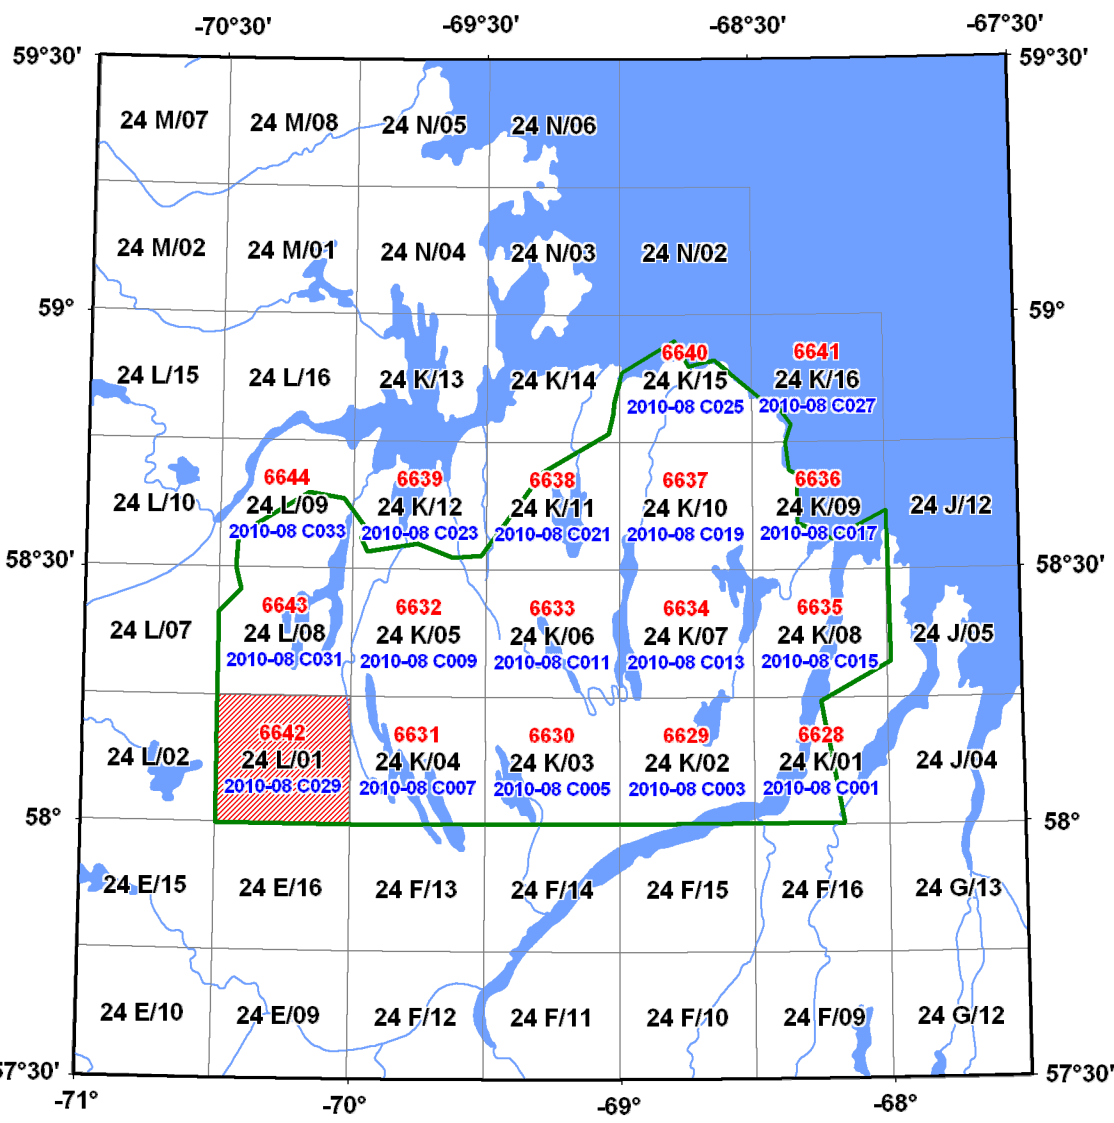 -70°30' -69°30' -68°30' -67°30'
59°30' 59°30'
24 M/07 24 M/08 24 N/05 24 N/06
24 M/02 24 M/01 24 N/04 24 N/03 24 N/02
59° 59°
6640 6641
24 L/15 24 L/16 24 K/13 24 K/14 24 K/15 24 K/16
2010-08 C025 2010-08 C027
6644 6639 6638 6637 6636
24 L/10 24 L/09 24 K/12 24 K/11 24 K/10 24 K/09 24 J/12
2010-08 C033 2010-08 C023 2010-08 C021 2010-08 C019 2010-08 C017
58°30' 58°30'
6643 6632 6633 6634 6635
24 L/07 24 L/08 24 K/05 24 K/06 24 K/07 24 K/08 24 J/05
2010-08 C031 2010-08 C009 2010-08 C011 2010-08 C013 2010-08 C015
6642 6631 6630 6629 6628
24 L/02 24 L/01 24 K/04 24 K/03 24 K/02 24 K/01 24 J/04
2010-08 C029 2010-08 C007 2010-08 C005 2010-08 C003 2010-08 C001
58° 58°
24 E/15 24 E/16 24 F/13 24 F/14 24 F/15 24 F/16 24 G/13
24 E/10 24 E/09 24 F/12 24 F/11 24 F/10 24 F/09 24 G/12
57°30' 57°30'
-71° -70° -69° -68°